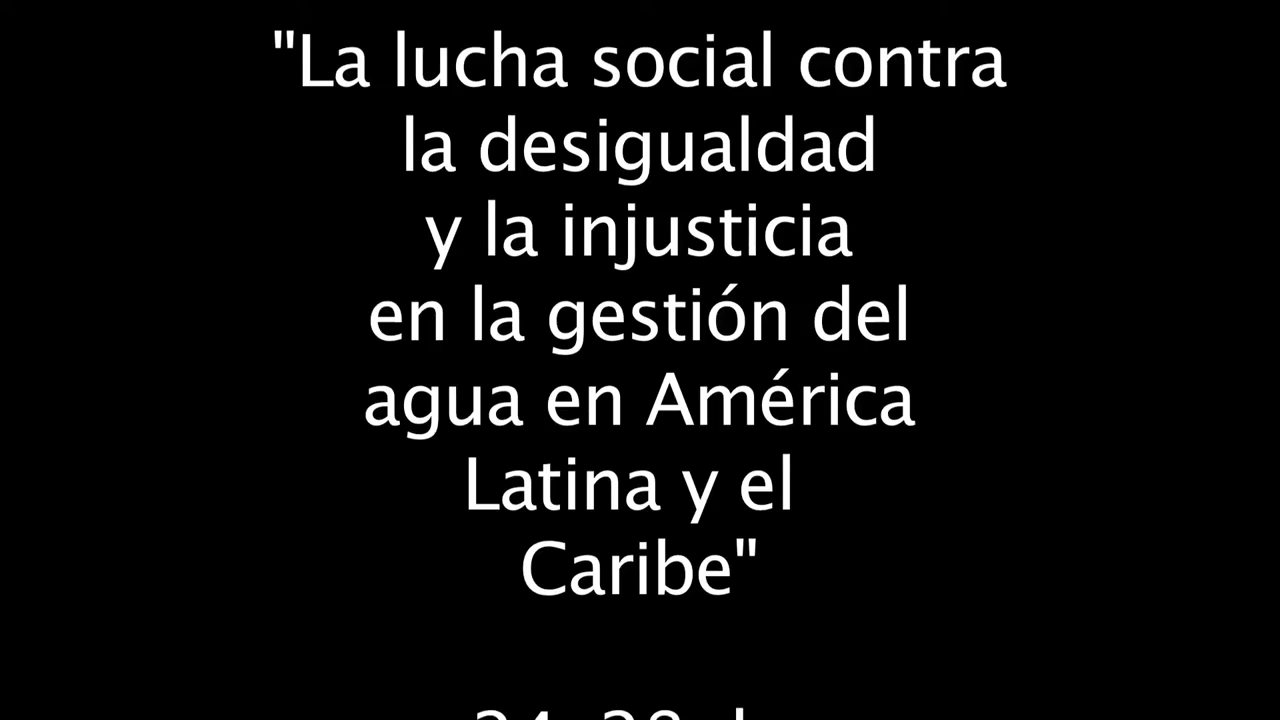 "La lucha social contra
la desigualdad
y la injusticia
en la gestión del
agua en América
Latina y el
Caribe"